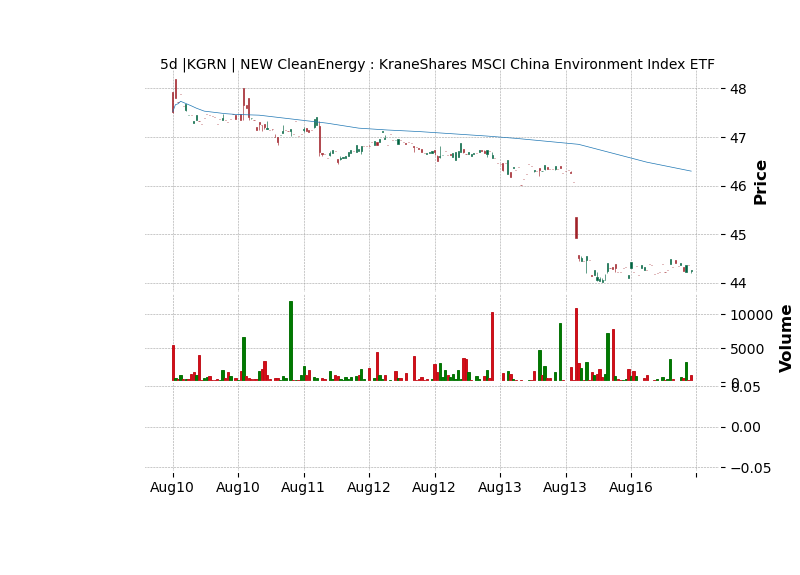 5d |KGRN | NEW CleanEnergy : KraneShares MSCI China Environment Index ETF
48
47
46
45
44
Price
10000
5000
0
Volume
0.05
0.00
−0.05
Aug10 Aug10 Aug11 Aug12 Aug12 Aug13 Aug13 Aug16